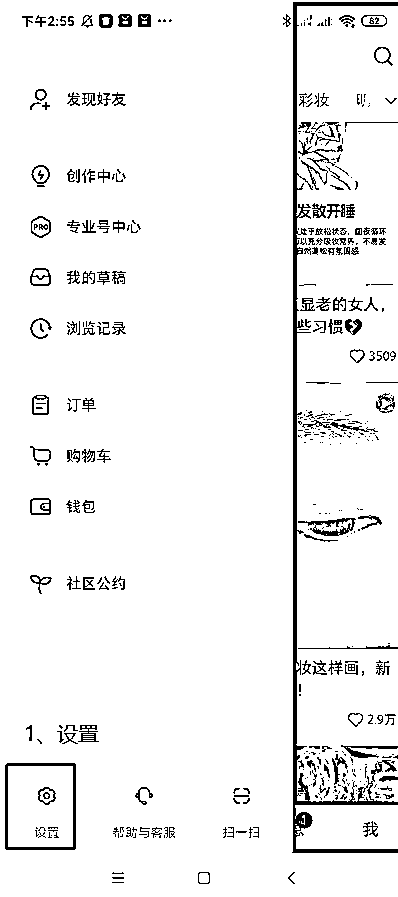 下午2:55
82
发现好友
彩妆
创作中心
PRO
专业号中心
发散开睡
我的草稿
显老的女人，
浏览记录
些习惯💔
3509
订单
购物车
钱包
社区公约
妆这样画，新
！
2.9万
1、设置
设置
帮助与客服
扫一扫
我